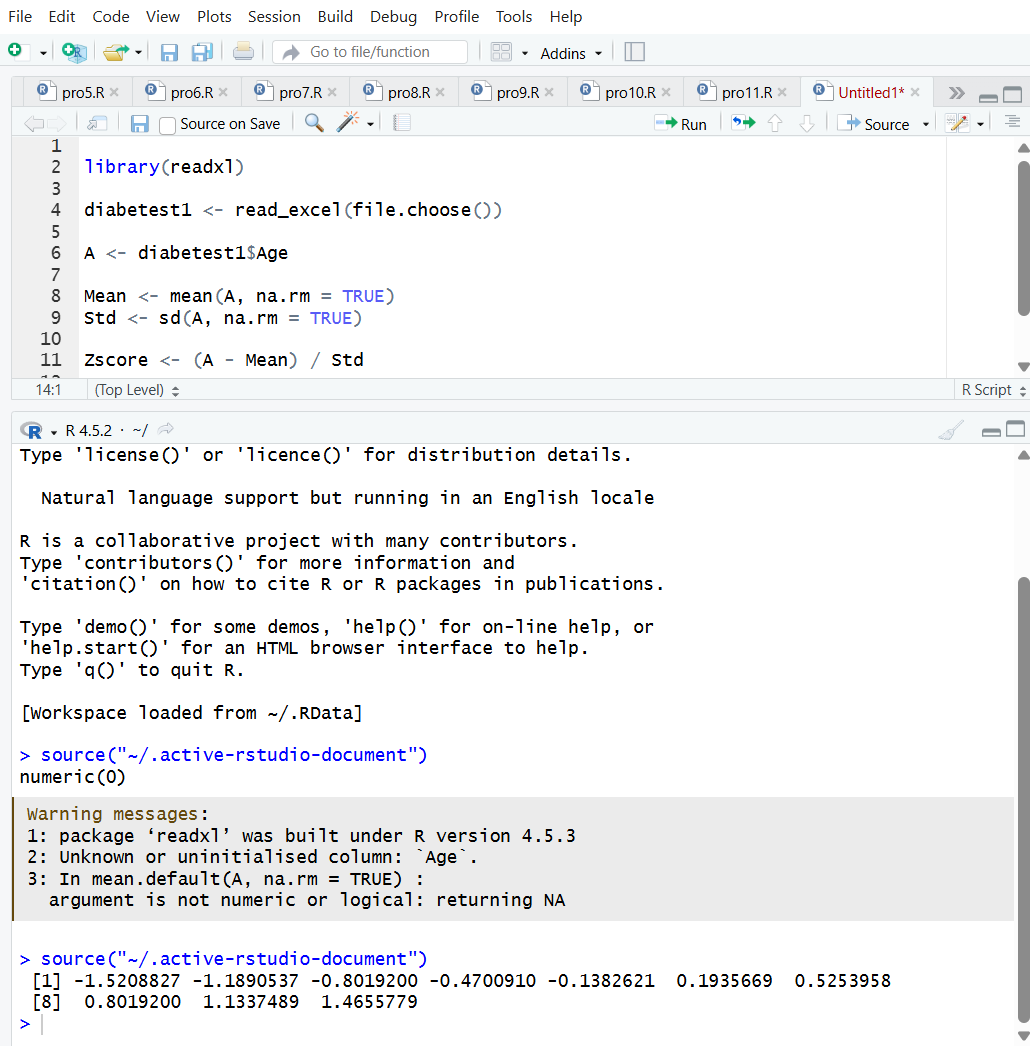 File Edit Code View Plots Session Build Debug Profile Tools Help
Go to file/function Addins
pro5.R pro6.R pro7.R pro8.R pro9.R pro10.R pro11.R Untitled1*
Source on Save Run Source
1
2 library(readxl)
3
4 diabetest1 <- read_excel(file.choose())
5
6 A <- diabetest1$Age
7
8 Mean <- mean(A, na.rm = TRUE)
9 Std <- sd(A, na.rm = TRUE)
10
11 Zscore <- (A - Mean) / Std
14:1 (Top Level) R Script
R 4.5.2 · ~/
Type 'license()' or 'licence()' for distribution details.
Natural language support but running in an English locale
R is a collaborative project with many contributors.
Type 'contributors()' for more information and
'citation()' on how to cite R or R packages in publications.
Type 'demo()' for some demos, 'help()' for on-line help, or
'help.start()' for an HTML browser interface to help.
Type 'q()' to quit R.
[Workspace loaded from ~/.RData]
> source("~/.active-rstudio-document")
numeric(0)
Warning messages:
1: package ‘readxl’ was built under R version 4.5.3
2: Unknown or uninitialised column: `Age`.
3: In mean.default(A, na.rm = TRUE) :
argument is not numeric or logical: returning NA
> source("~/.active-rstudio-document")
[1] -1.5208827 -1.1890537 -0.8019200 -0.4700910 -0.1382621 0.1935669 0.5253958
[8] 0.8019200 1.1337489 1.4655779
>